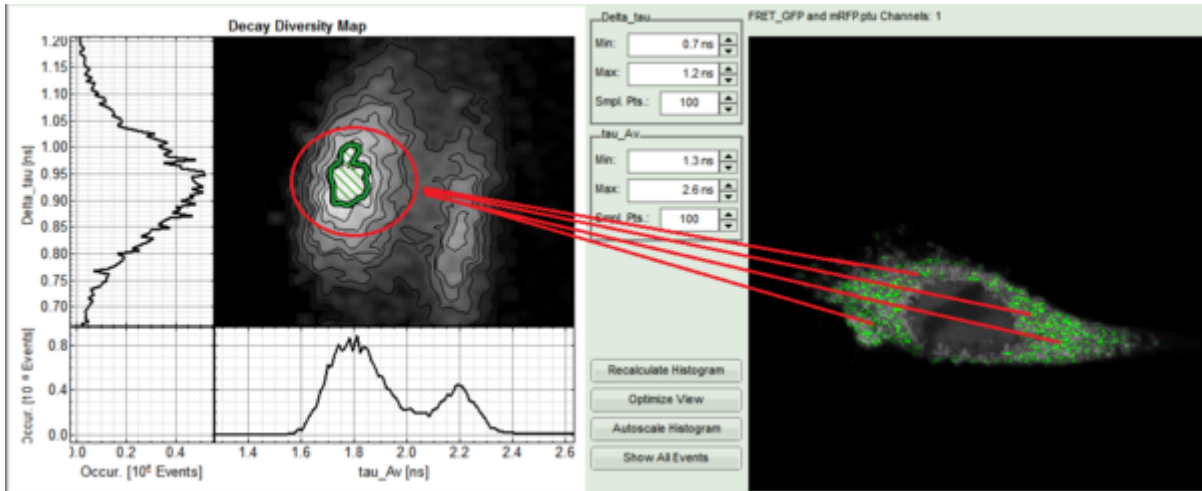 Decay Diversity Map
1.20
1.15
1.10
1.05
1.00
0.95
0.90
0.85
0.80
0.75
0.70
Delta_tau [ns]
0.0 0.2 0.4
Occur. [10⁶ Events]
0.8
0.4
0.0
Occur. [10⁶ Events]
1.4 1.6 1.8 2.0 2.2 2.4 2.6
tau_Av [ns]
Delta_tau
Min: 0.7 ns
Max: 1.2 ns
Smpl. Pts.: 100
tau_Av
Min: 1.3 ns
Max: 2.6 ns
Smpl. Pts.: 100
Recalculate Histogram
Optimize View
Autoscale Histogram
Show All Events
FRET_GFP and mRFP.ptu Channels: 1